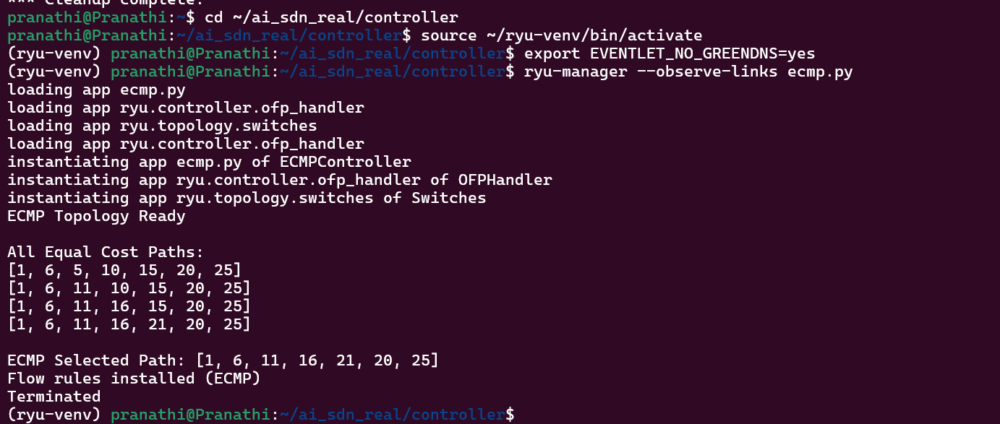 *** Cleanup complete.
pranathi@Pranathi:~$ cd ~/ai_sdn_real/controller
pranathi@Pranathi:~/ai_sdn_real/controller$ source ~/ryu-venv/bin/activate
(ryu-venv) pranathi@Pranathi:~/ai_sdn_real/controller$ export EVENTLET_NO_GREENDNS=yes
(ryu-venv) pranathi@Pranathi:~/ai_sdn_real/controller$ ryu-manager --observe-links ecmp.py
loading app ecmp.py
loading app ryu.controller.ofp_handler
loading app ryu.topology.switches
loading app ryu.controller.ofp_handler
instantiating app ecmp.py of ECMPController
instantiating app ryu.controller.ofp_handler of OFPHandler
instantiating app ryu.topology.switches of Switches
ECMP Topology Ready
All Equal Cost Paths:
[1, 6, 5, 10, 15, 20, 25]
[1, 6, 11, 10, 15, 20, 25]
[1, 6, 11, 16, 15, 20, 25]
[1, 6, 11, 16, 21, 20, 25]
ECMP Selected Path: [1, 6, 11, 16, 21, 20, 25]
Flow rules installed (ECMP)
Terminated
(ryu-venv) pranathi@Pranathi:~/ai_sdn_real/controller$